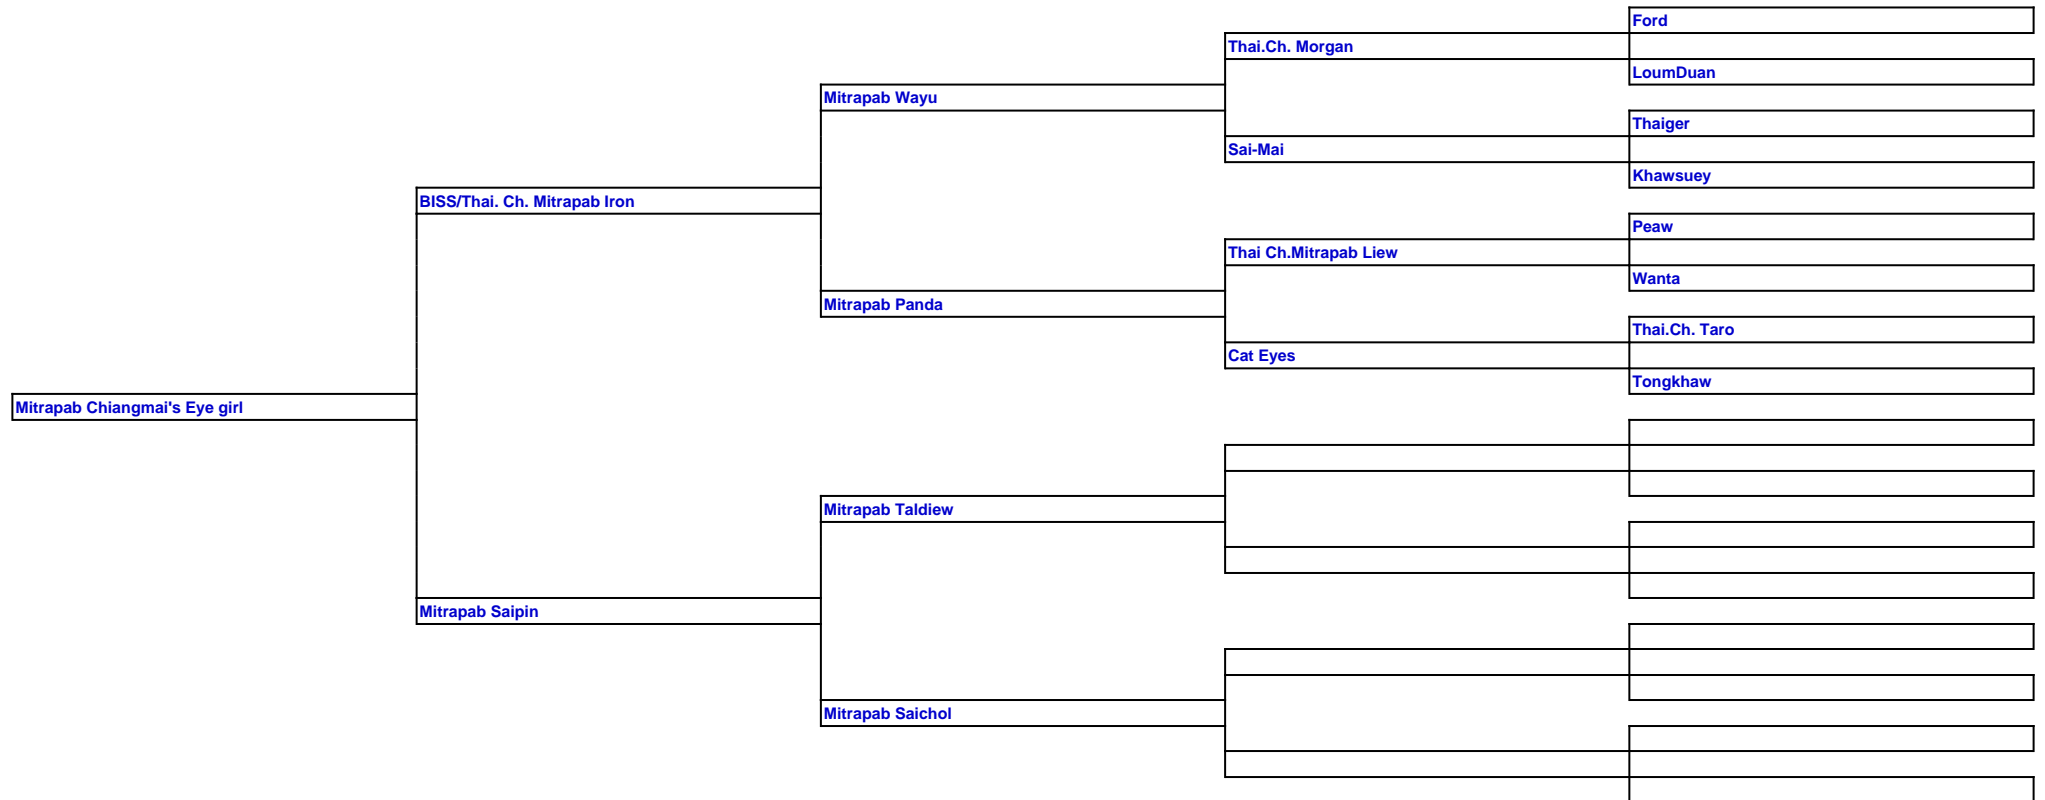 Ford
Thai.Ch. Morgan
LoumDuan
Mitrapab Wayu
Thaiger
Sai-Mai
Khawsuey
BISS/Thai. Ch. Mitrapab Iron
Peaw
Thai Ch.Mitrapab Liew
Wanta
Mitrapab Panda
Thai.Ch. Taro
Cat Eyes
Tongkhaw
Mitrapab Chiangmai's Eye girl
Mitrapab Taldiew
Mitrapab Saipin
Mitrapab Saichol